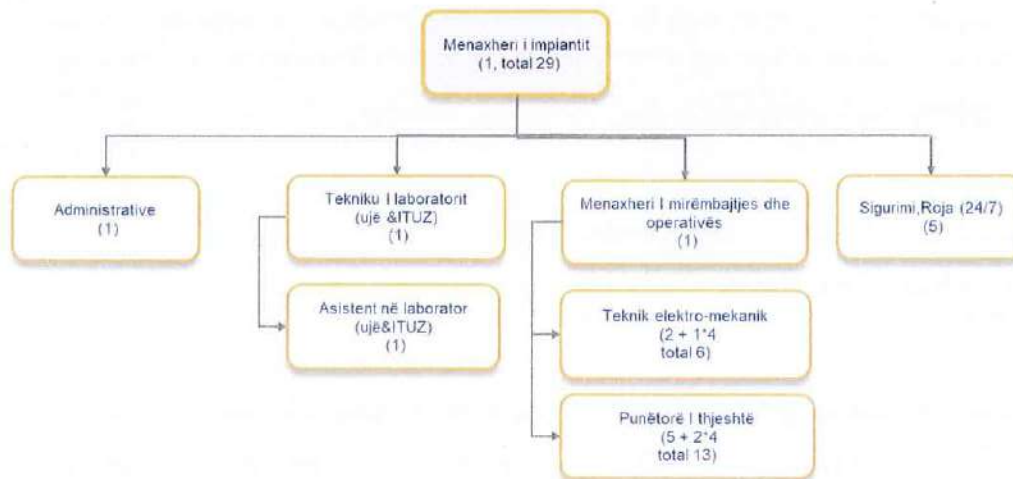 Menaxheri i impiantit
(1, total 29)
Administrative
(1)
Tekniku I laboratorit
(ujë &ITUZ)
(1)
Asistent në laborator
(ujë&ITUZ)
(1)
Menaxheri I mirëmbajtjes dhe
operativës
(1)
Teknik elektro-mekanik
(2 + 1*4
total 6)
Punëtorë I thjeshtë
(5 + 2*4
total 13)
Sigurimi,Roja (24/7)
(5)